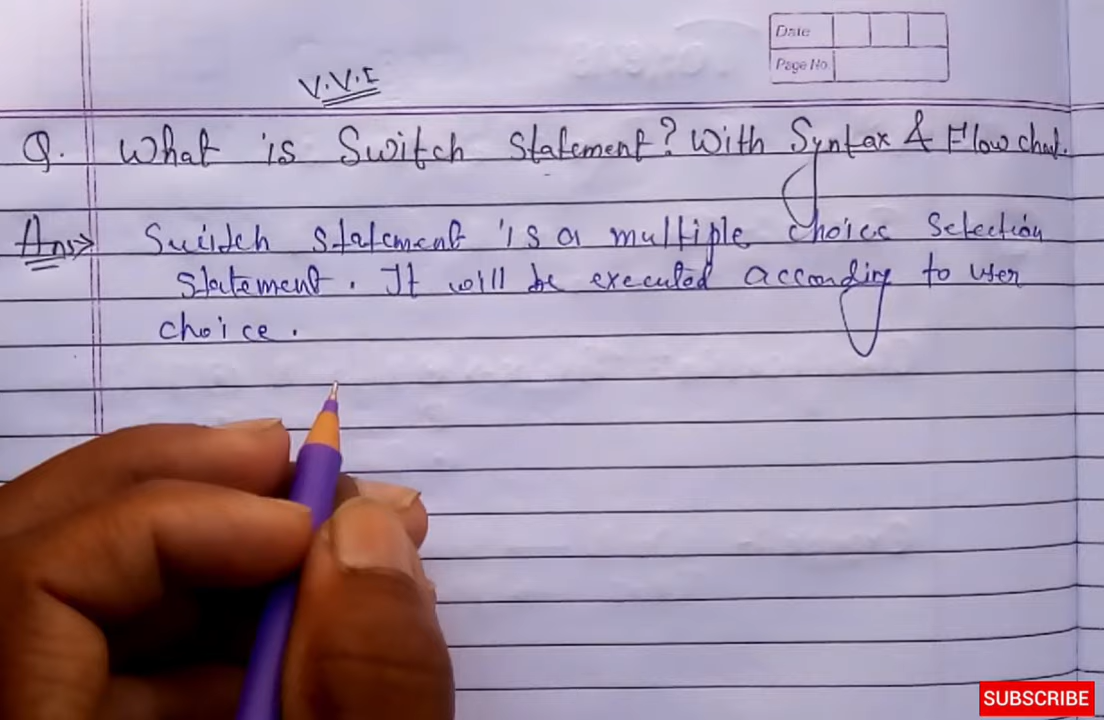 Date
Page No.
V.V.I
Q. What is Switch Statement? With Syntax & Flow chart.
Ans→ Switch statement is a multiple choice Selection
statement. It will be executed according to user
choice.
SUBSCRIBE